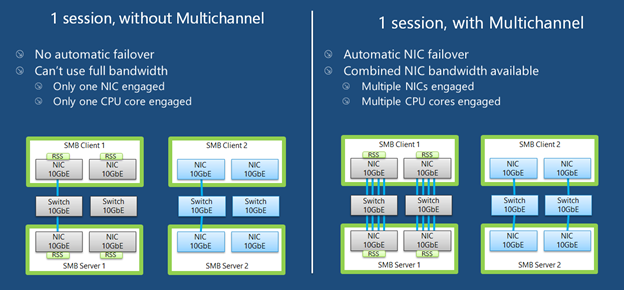 1 session, without Multichannel
No automatic failover
Can't use full bandwidth
Only one NIC engaged
Only one CPU core engaged
SMB Client 1
RSS RSS
NIC NIC
10GbE 10GbE
Switch Switch
10GbE 10GbE
NIC NIC
10GbE 10GbE
RSS RSS
SMB Server 1
SMB Client 2
NIC NIC
10GbE 10GbE
Switch Switch
10GbE 10GbE
NIC NIC
10GbE 10GbE
SMB Server 2
1 session, with Multichannel
Automatic NIC failover
Combined NIC bandwidth available
Multiple NICs engaged
Multiple CPU cores engaged
SMB Client 1
RSS RSS
NIC NIC
10GbE 10GbE
Switch Switch
10GbE 10GbE
NIC NIC
10GbE 10GbE
RSS RSS
SMB Server 1
SMB Client 2
NIC NIC
10GbE 10GbE
Switch Switch
10GbE 10GbE
NIC NIC
10GbE 10GbE
SMB Server 2